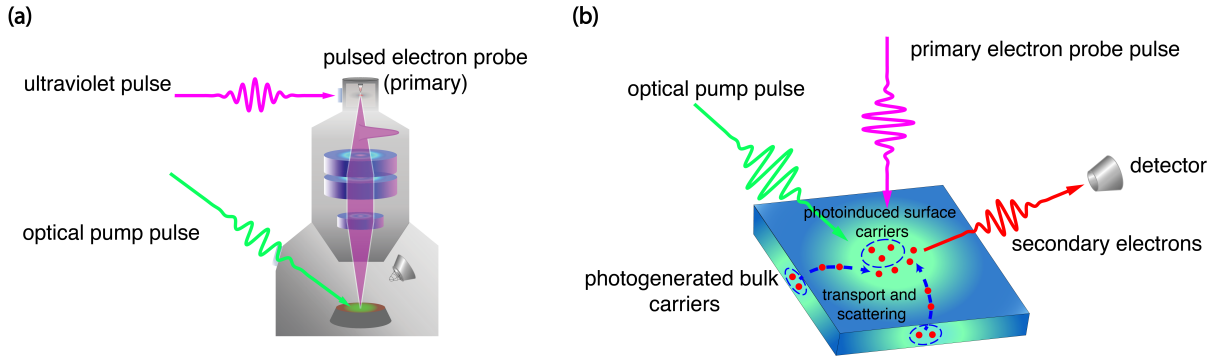 (a)
pulsed electron probe
(primary)
ultraviolet pulse
optical pump pulse
(b)
primary electron probe pulse
optical pump pulse
detector
photoinduced surface
carriers
secondary electrons
photogenerated bulk
carriers
transport and
scattering